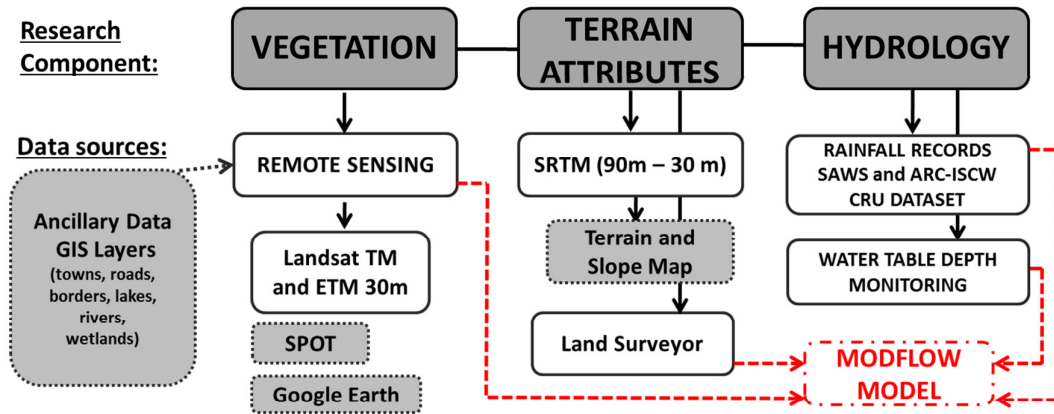 Research
Component:
VEGETATION
TERRAIN
ATTRIBUTES
HYDROLOGY
Data sources:
REMOTE SENSING
SRTM (90m – 30 m)
RAINFALL RECORDS
SAWS and ARC-ISCW
CRU DATASET
Ancillary Data
GIS Layers
(towns, roads,
borders, lakes,
rivers,
wetlands)
Landsat TM
and ETM 30m
Terrain and
Slope Map
WATER TABLE DEPTH
MONITORING
SPOT
Land Surveyor
MODFLOW
MODEL
Google Earth